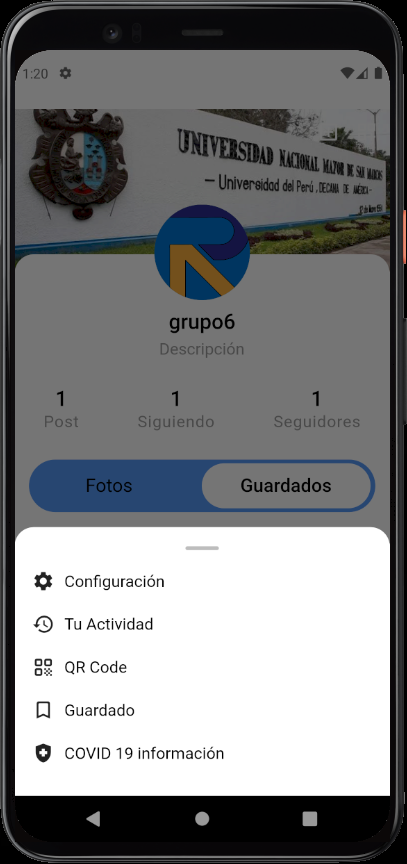 1:20
UNIVERSIDAD NACIONAL MAYOR DE SAN MARCOS
— Universidad del Perú, DECANA DE AMÉRICA -
grupo6
Descripción
1 1 1
Post Siguiendo Seguidores
Fotos Guardados
Configuración
Tu Actividad
QR Code
Guardado
COVID 19 información